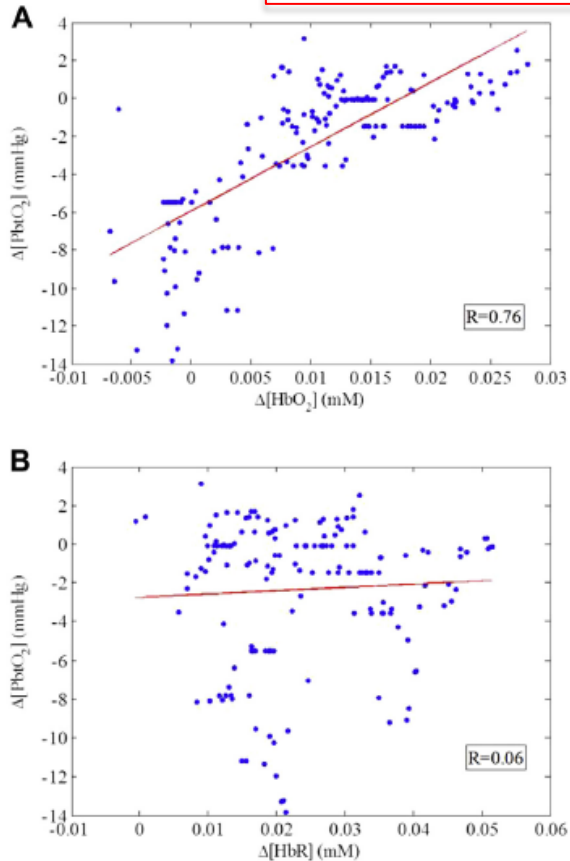 A
4
2
0
-2
-4
-6
-8
-10
-12
-14
Δ[PbtO₂] (mmHg)
R=0.76
-0.01 -0.005 0 0.005 0.01 0.015 0.02 0.025 0.03
Δ[HbO₂] (mM)
B
4
2
0
-2
-4
-6
-8
-10
-12
-14
Δ[PbtO₂] (mmHg)
R=0.06
-0.01 0 0.01 0.02 0.03 0.04 0.05 0.06
Δ[HbR] (mM)